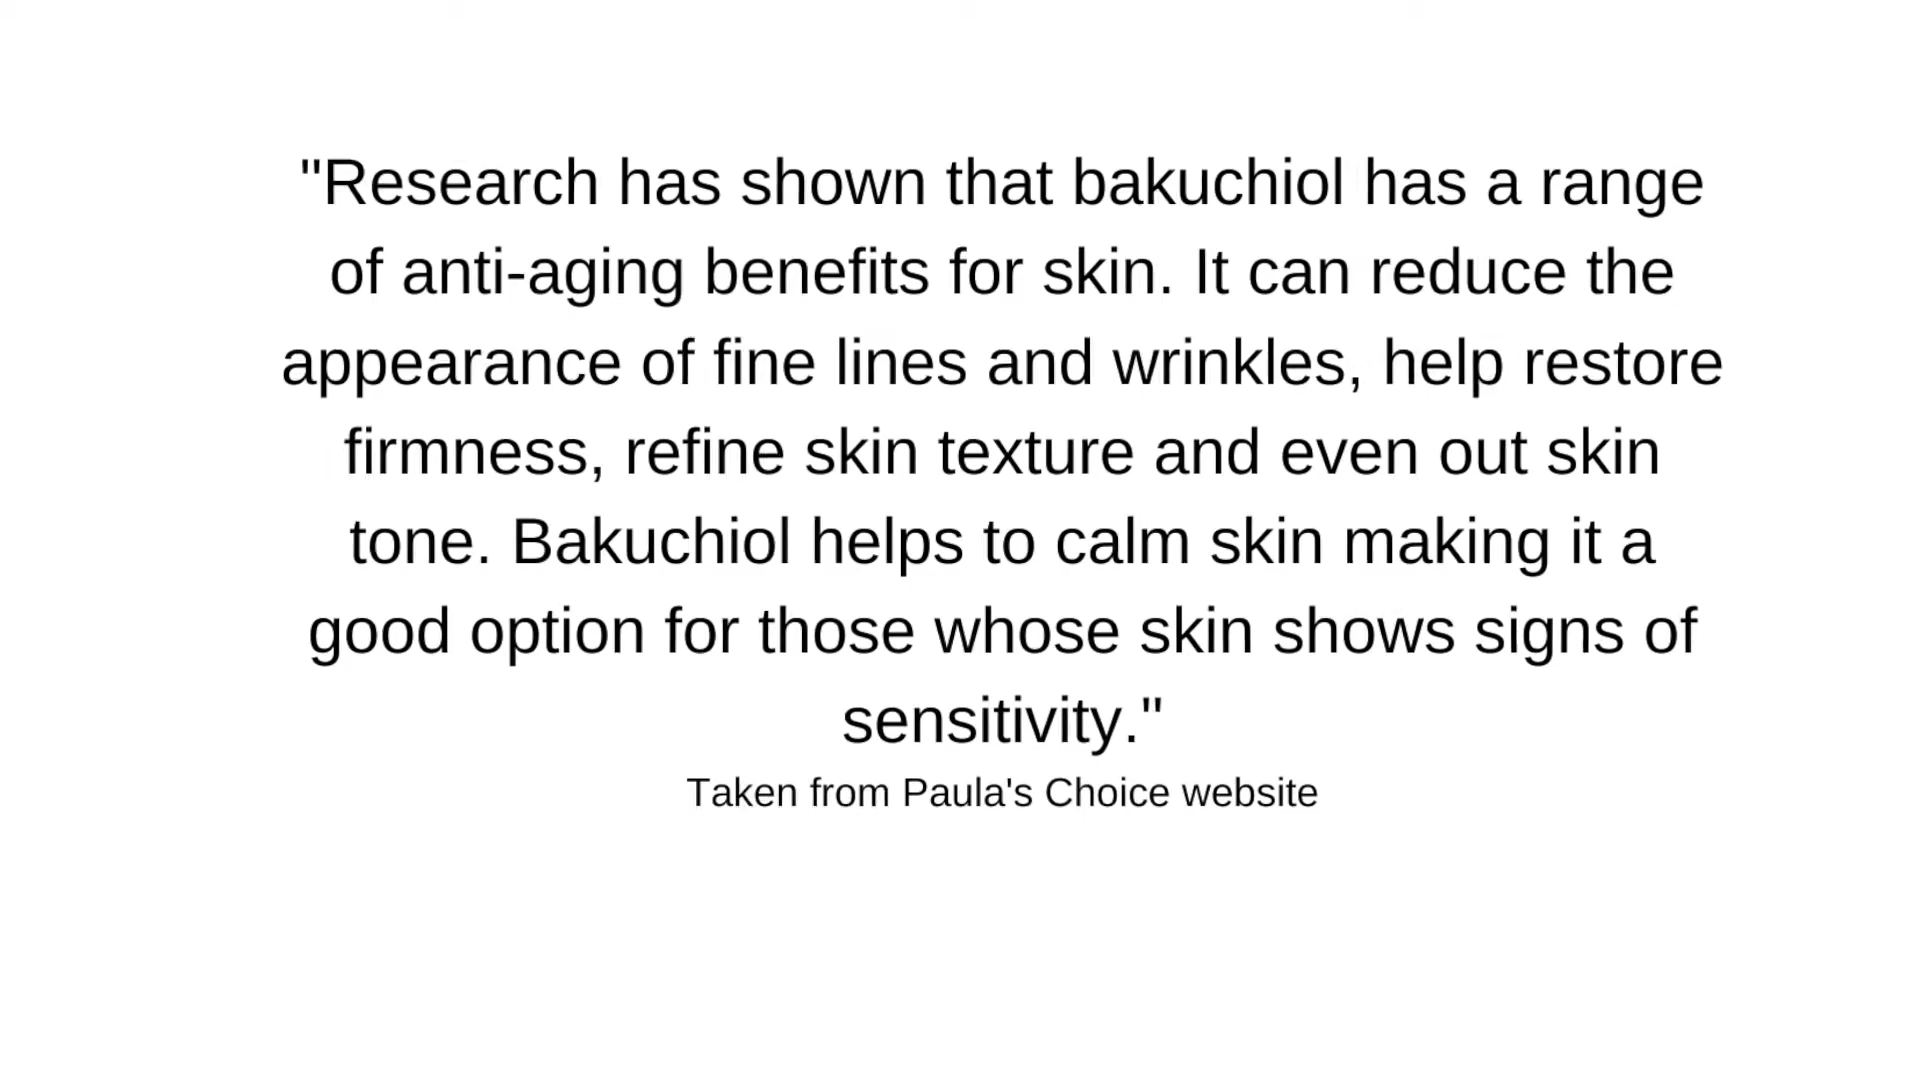 "Research has shown that bakuchiol has a range
of anti-aging benefits for skin. It can reduce the
appearance of fine lines and wrinkles, help restore
firmness, refine skin texture and even out skin
tone. Bakuchiol helps to calm skin making it a
good option for those whose skin shows signs of
sensitivity."
Taken from Paula's Choice website